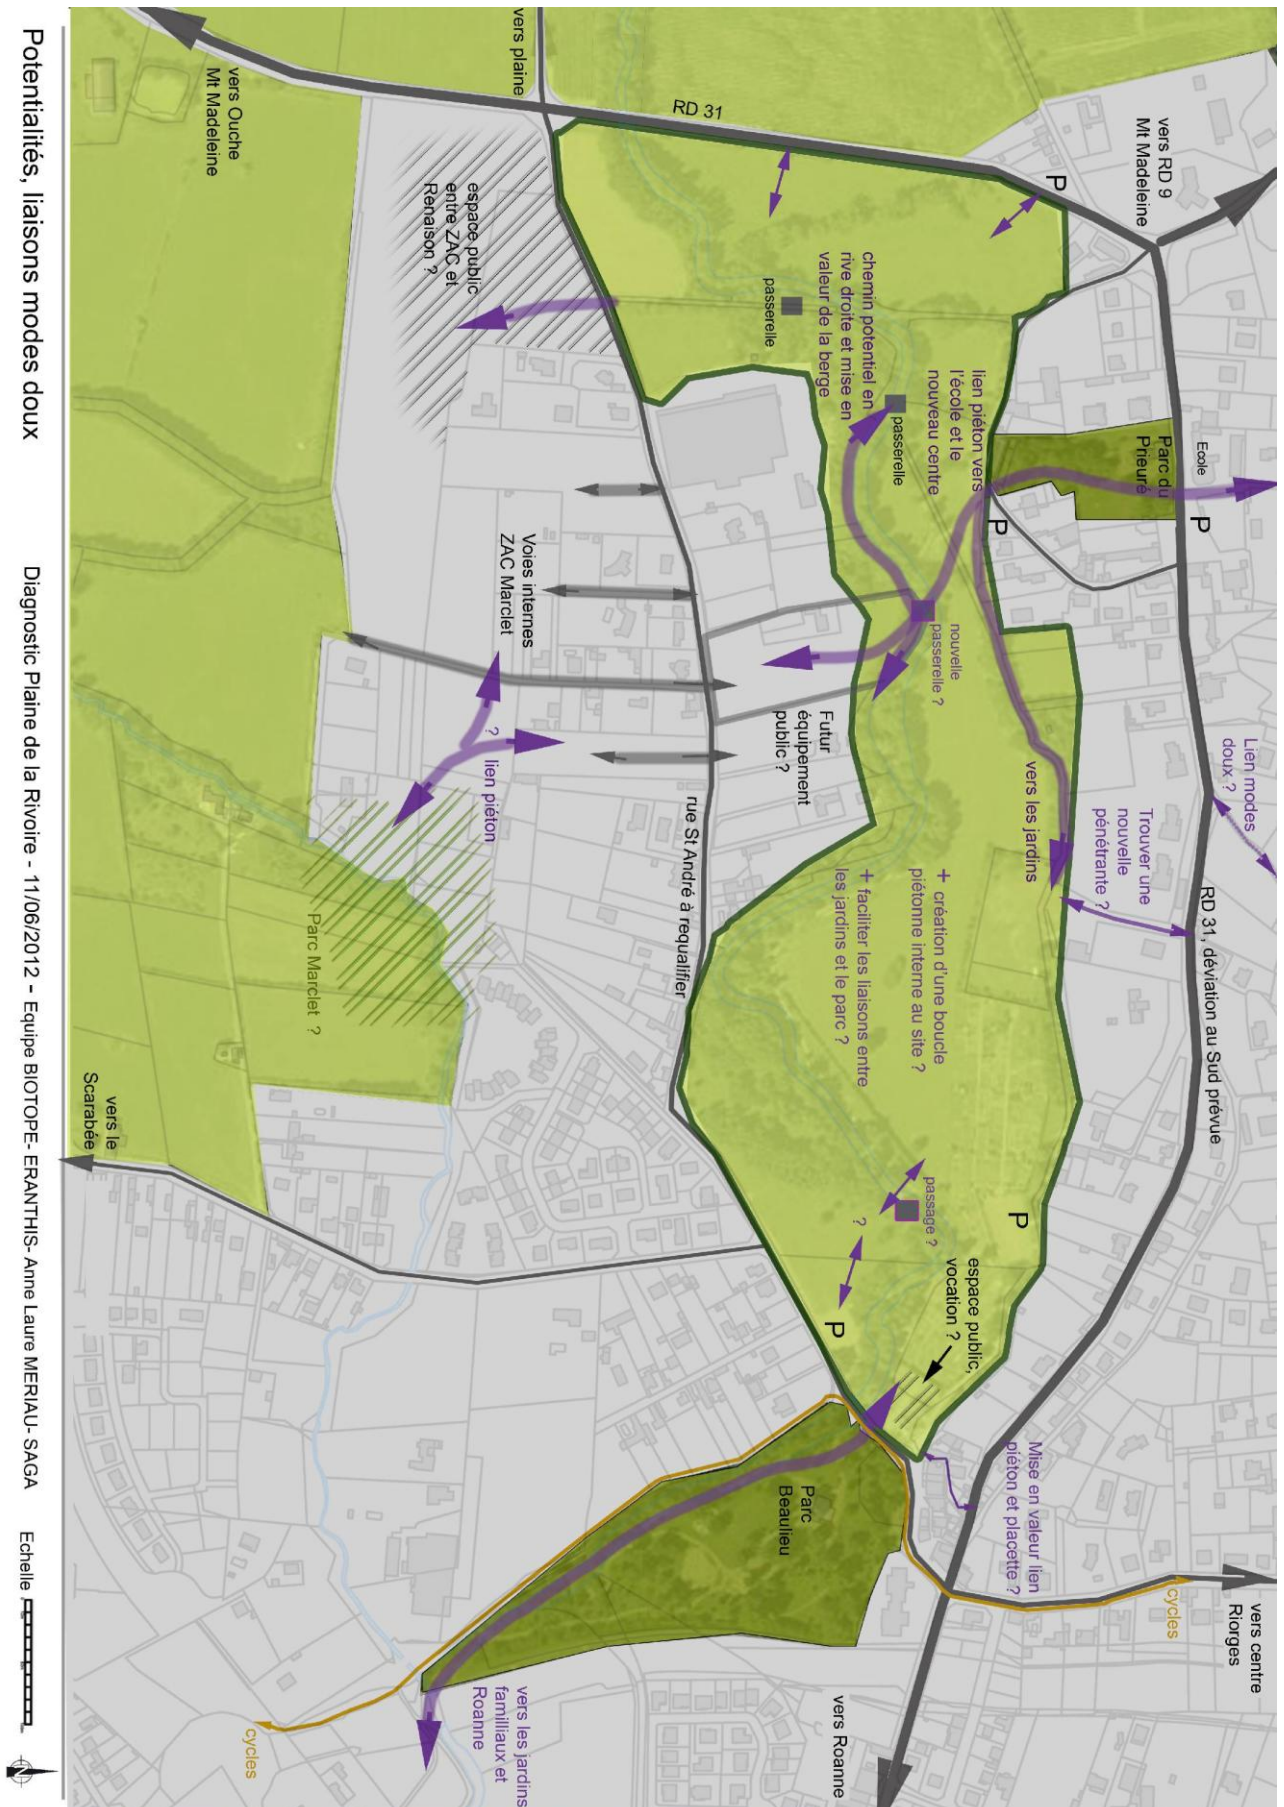 vers plaine
vers Ouche
Mt Madeleine
RD 31
vers RD 9
Mt Madeleine
P
espace public
entre ZAC et
Renaison ?
passerelle
chemin potentiel en
rive droite et mise en
valeur de la berge
passerelle
lien piéton vers
l'école et le
nouveau centre
Ecole
Parc du
Prieuré
P
P
Voies internes
ZAC Marclet
nouvelle
passerelle ?
Futur
équipement
public ?
?
lien piéton
rue St André à requalifier
vers les jardins
Lien modes
doux ?
Trouver une
nouvelle
pénétrante ?
RD 31, déviation au Sud prévue
+ création d'une boucle
piétonne interne au site ?
+ faciliter les liaisons entre
les jardins et le parc ?
Parc Marclet ?
vers le
Scarabée
passage ?
?
P
P
espace public,
vocation ?
Mise en valeur lien
piéton et placette ?
Parc
Beaulieu
cycles
vers centre
Riorges
vers Roanne
vers les jardins
familliaux et
Roanne
cycles
Potentialités, liaisons modes doux
Diagnostic Plaine de la Rivoire - 11/06/2012 - Equipe BIOTOPE- ERANTHIS- Anne Laure MERIAU- SAGA
Echelle
N